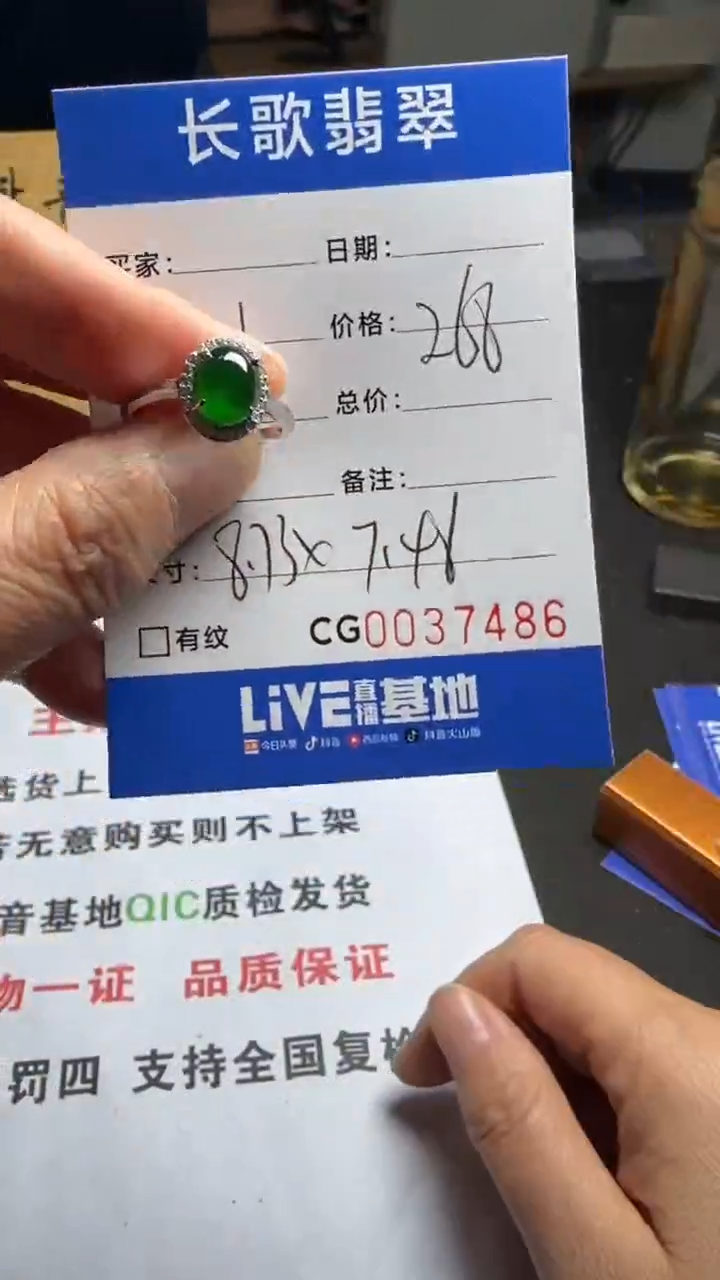 长歌翡翠
买家: 日期:
1 价格: 268
总价:
备注:
寸: 8.73x 7.48
有纹 CG0037486
LiVE直播基地
今日头条 抖音 西瓜视频 抖音火山版
货上
无意购买则不上架
音基地QIC质检发货
物一证 品质保证
罚四 支持全国复检